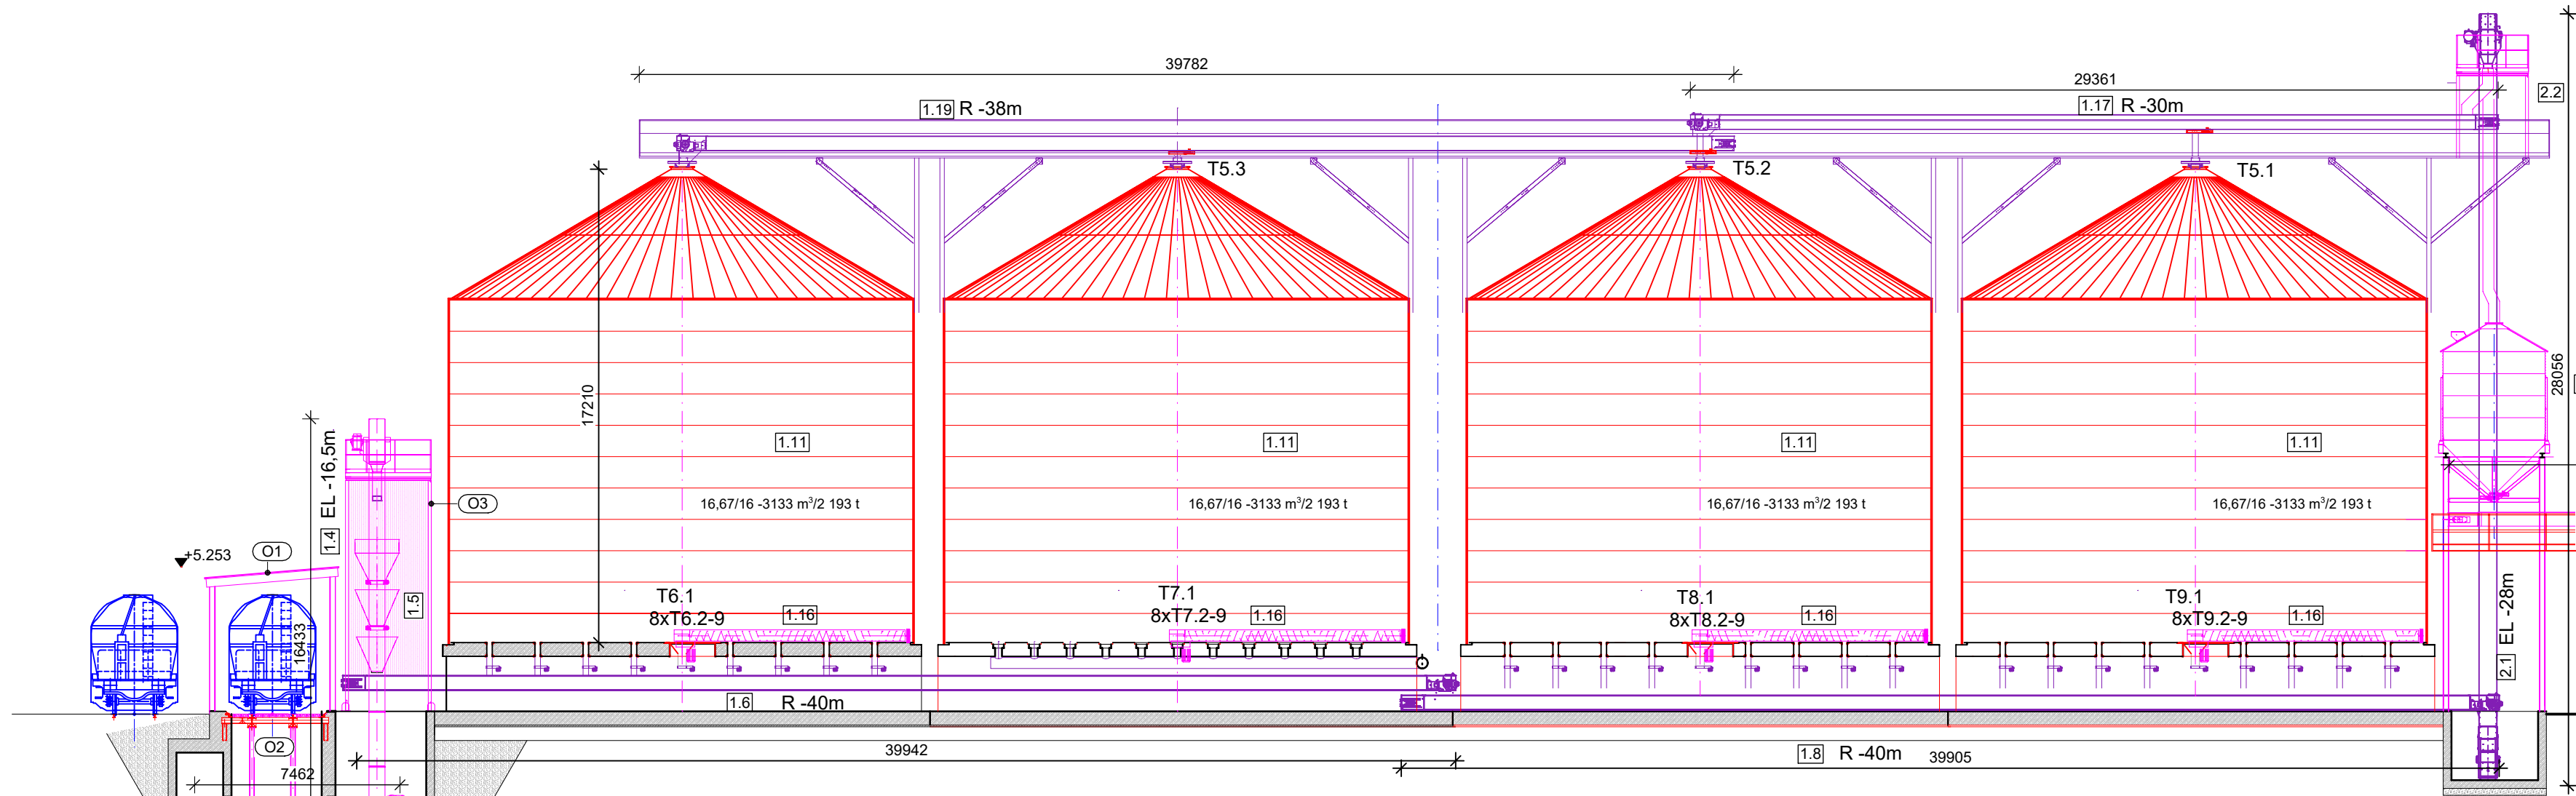 39782
29361
1.19 R -38m
1.17 R -30m
2.2
T5.3
T5.2
T5.1
17210
28056
1.11
1.11
1.11
1.11
EL -16,5m
1.4
O3
16,67/16 -3133 m³/2 193 t
16,67/16 -3133 m³/2 193 t
16,67/16 -3133 m³/2 193 t
16,67/16 -3133 m³/2 193 t
+5.253
O1
1.5
16433
T6.1
8xT6.2-9
1.16
T7.1
8xT7.2-9
1.16
T8.1
8xT8.2-9
1.16
T9.1
8xT9.2-9
1.16
EL -28m
2.1
1.6 R -40m
O2
7462
39942
1.8 R -40m
39905